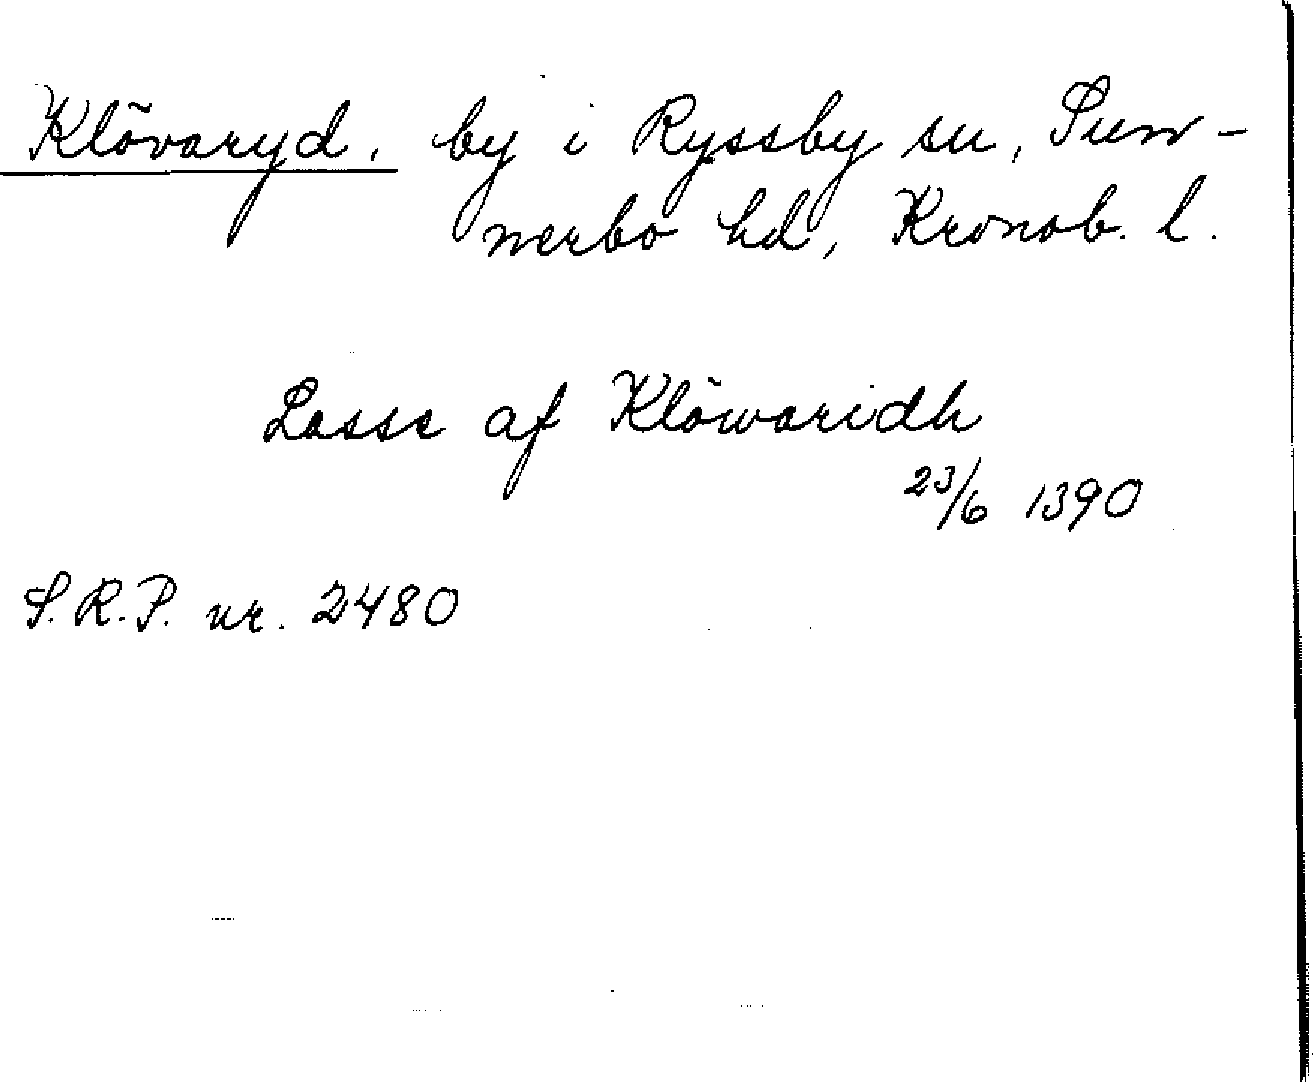 Klövaryd, by i Ryssby sn, Sun-
nerbo hd, Kronob. l.
Lasse af Klöwaridh
23/6 1390
S.R.P. nr. 2480